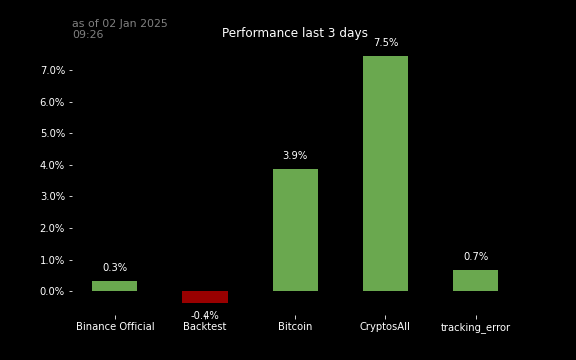 as of 02 Jan 2025
09:26
Performance last 3 days
7.5%
7.0%
6.0%
5.0%
4.0%
3.9%
3.0%
2.0%
1.0%
0.7%
0.3%
0.0%
-0.4%
Binance Official
Backtest
Bitcoin
CryptosAll
tracking_error